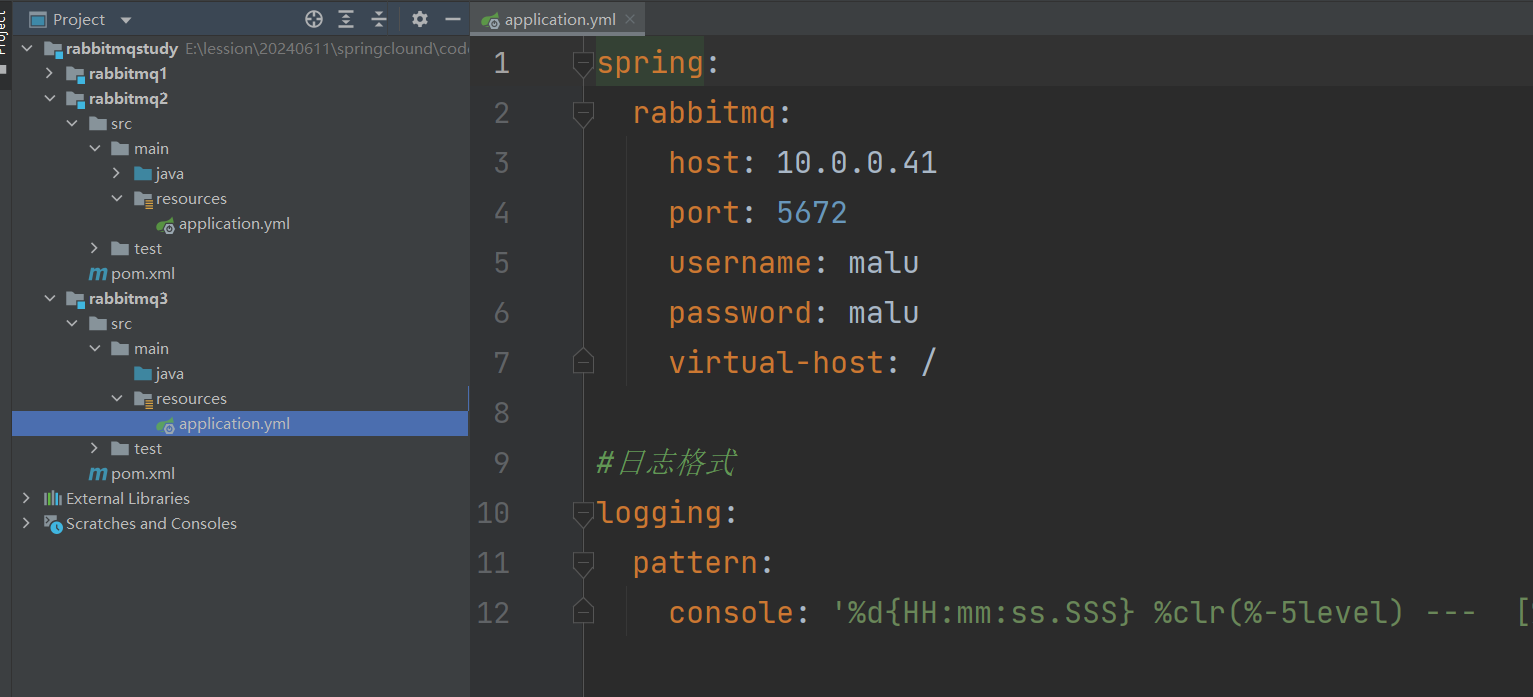 Project
Project
application.yml
rabbitmqstudy E:\lession\20240611\springclound\cod
rabbitmq1
rabbitmq2
src
main
java
resources
application.yml
test
pom.xml
rabbitmq3
src
main
java
resources
application.yml
test
pom.xml
External Libraries
Scratches and Consoles
1 spring:
2 rabbitmq:
3 host: 10.0.0.41
4 port: 5672
5 username: malu
6 password: malu
7 virtual-host: /
8
9 #日志格式
10 logging:
11 pattern:
12 console: '%d{HH:mm:ss.SSS} %clr(%-5level) --- [